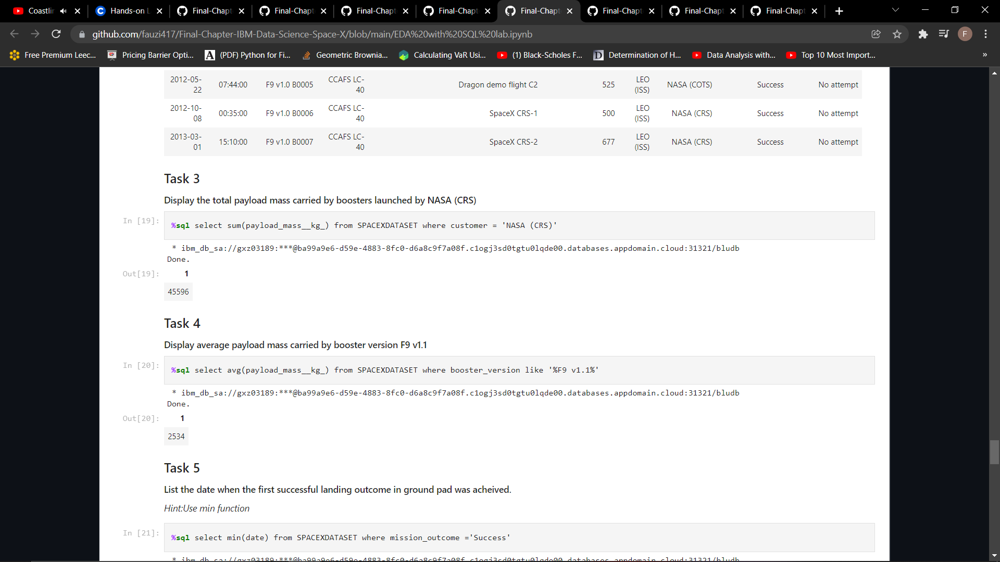 Coastlin
Hands-on L
Final-Chapt
Final-Chapt
Final-Chapt
Final-Chapt
Final-Chapt
Final-Chapt
Final-Chapt
Final-Chapt
github.com/fauzi417/Final-Chapter-IBM-Data-Science-Space-X/blob/main/EDA%20with%20SQL%20lab.ipynb
F
Free Premium Leec...
Pricing Barrier Opti...
A (PDF) Python for Fi...
Geometric Brownia...
Calculating VaR Usi...
(1) Black-Scholes F...
D Determination of H...
Data Analysis with...
Top 10 Most Import...
»
2012-05-22 07:44:00 F9 v1.0 B0005 CCAFS LC-40 Dragon demo flight C2 525 LEO (ISS) NASA (COTS) Success No attempt
2012-10-08 00:35:00 F9 v1.0 B0006 CCAFS LC-40 SpaceX CRS-1 500 LEO (ISS) NASA (CRS) Success No attempt
2013-03-01 15:10:00 F9 v1.0 B0007 CCAFS LC-40 SpaceX CRS-2 677 LEO (ISS) NASA (CRS) Success No attempt
Task 3
Display the total payload mass carried by boosters launched by NASA (CRS)
In [19]: %sql select sum(payload_mass__kg_) from SPACEXDATASET where customer = 'NASA (CRS)'
* ibm_db_sa://gxz03189:***@ba99a9e6-d59e-4883-8fc0-d6a8c9f7a08f.c1ogj3sd0tgtu0lqde00.databases.appdomain.cloud:31321/bludb
Done.
Out[19]: 1
45596
Task 4
Display average payload mass carried by booster version F9 v1.1
In [20]: %sql select avg(payload_mass__kg_) from SPACEXDATASET where booster_version like '%F9 v1.1%'
* ibm_db_sa://gxz03189:***@ba99a9e6-d59e-4883-8fc0-d6a8c9f7a08f.c1ogj3sd0tgtu0lqde00.databases.appdomain.cloud:31321/bludb
Done.
Out[20]: 1
2534
Task 5
List the date when the first successful landing outcome in ground pad was acheived.
Hint:Use min function
In [21]: %sql select min(date) from SPACEXDATASET where mission_outcome ='Success'
* ibm_db_sa://gxz03189:***@ba99a9e6-d59e-4883-8fc0-d6a8c9f7a08f.c1ogj3sd0tgtu0lqde00.databases.appdomain.cloud:31321/bludb